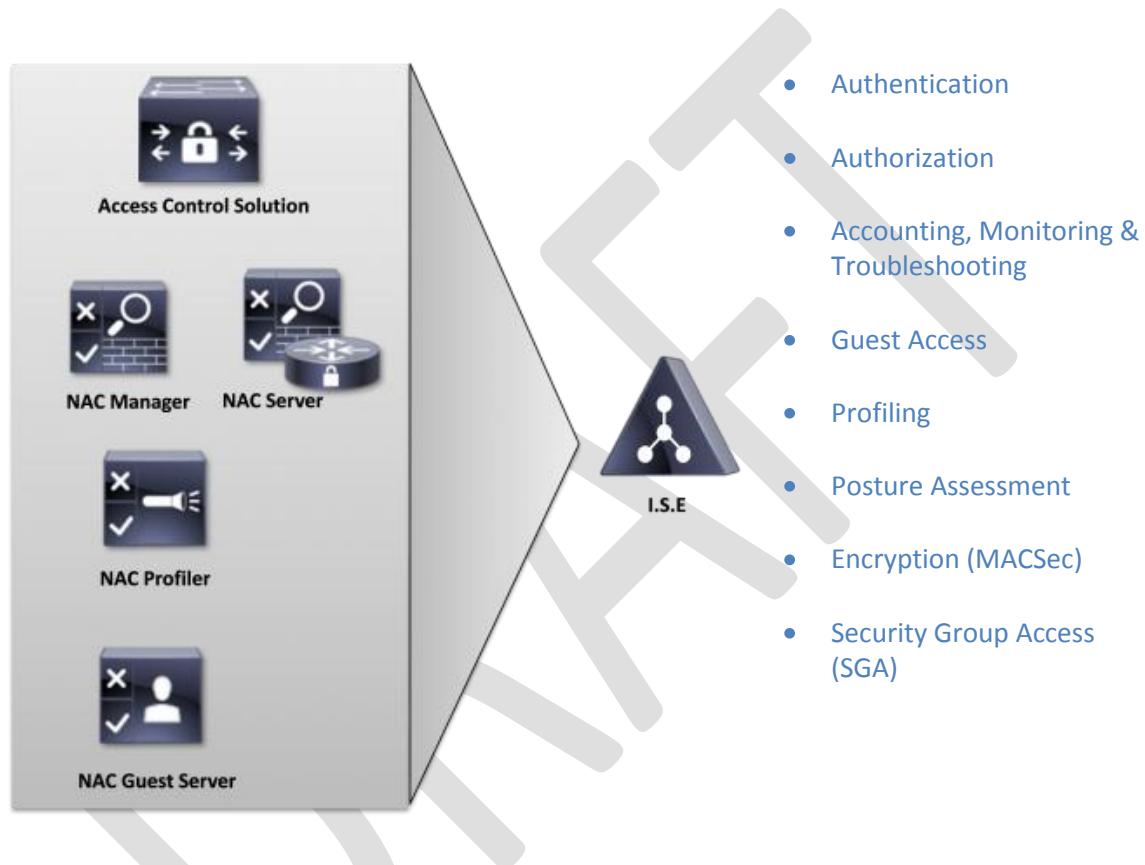 Access Control Solution
NAC Manager
NAC Server
NAC Profiler
NAC Guest Server
I.S.E
• Authentication
• Authorization
• Accounting, Monitoring &
Troubleshooting
• Guest Access
• Profiling
• Posture Assessment
• Encryption (MACSec)
• Security Group Access
(SGA)
DRAFT